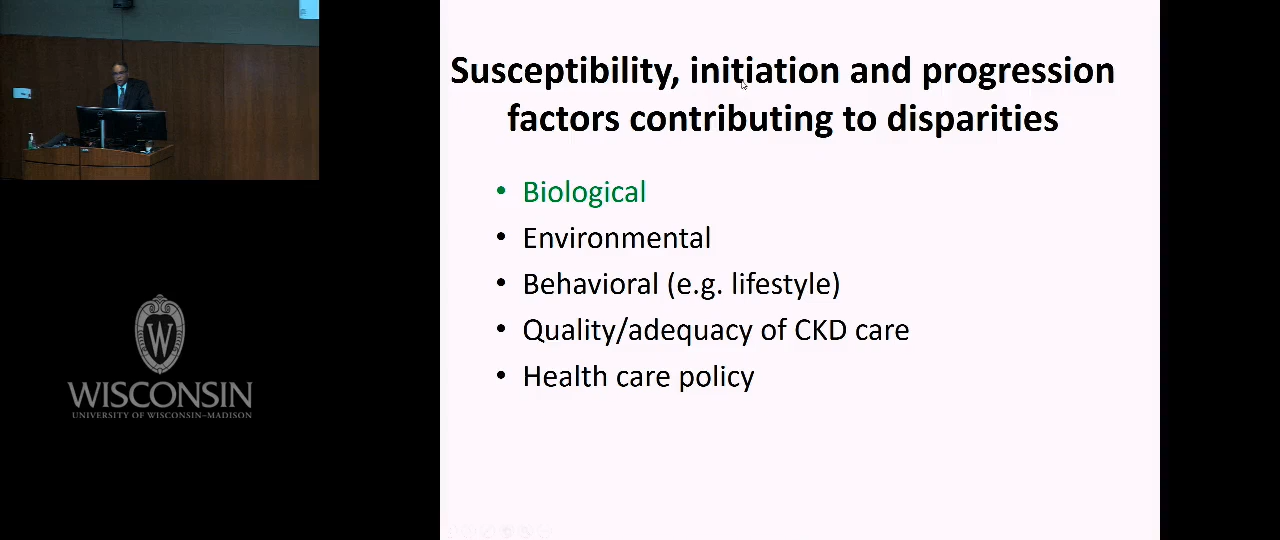 Susceptibility, initiation and progression
factors contributing to disparities
• Biological
• Environmental
• Behavioral (e.g. lifestyle)
• Quality/adequacy of CKD care
• Health care policy
W
WISCONSIN
UNIVERSITY OF WISCONSIN–MADISON